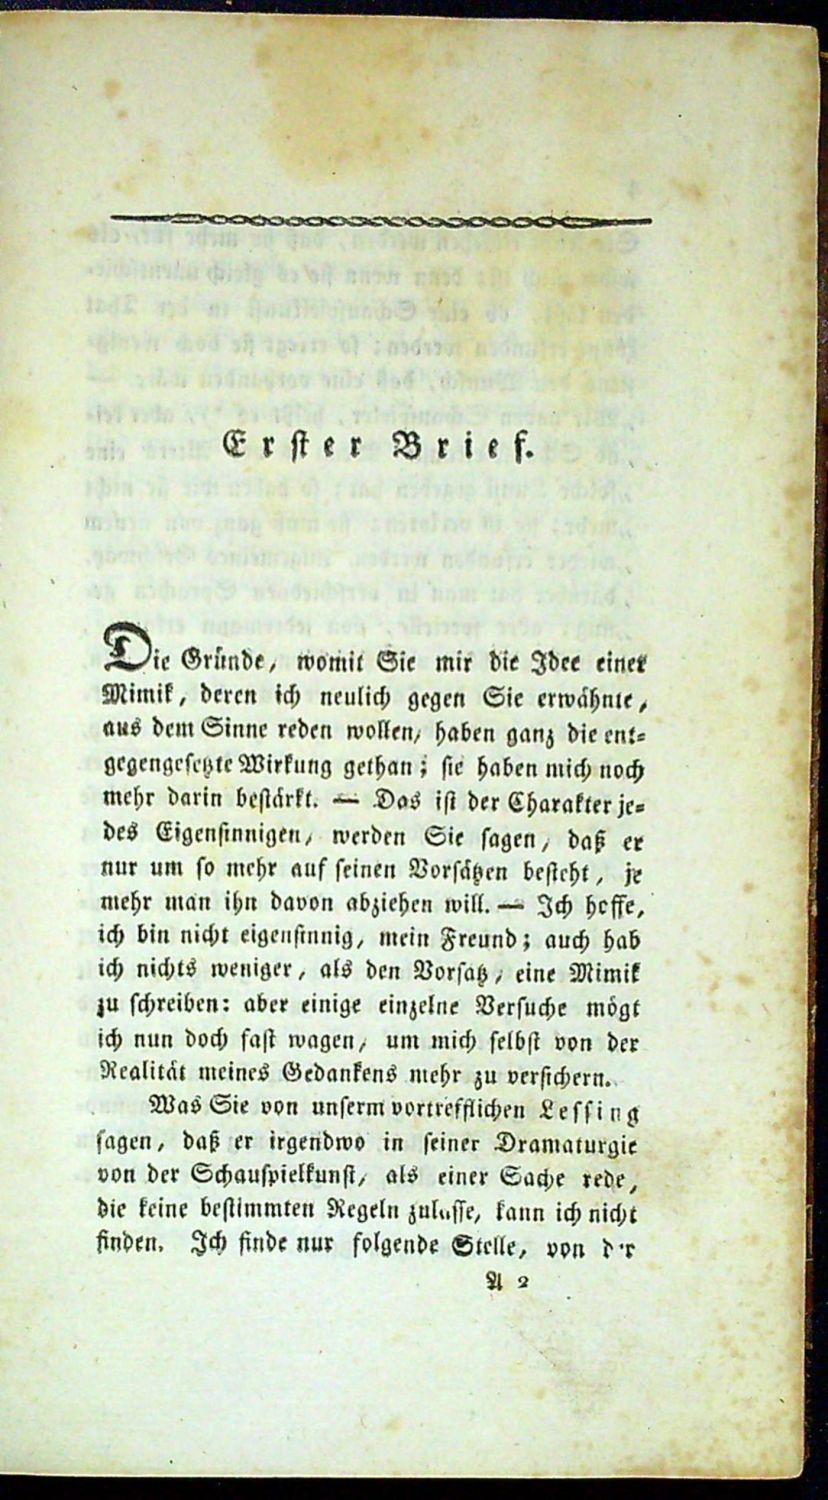 Erster Brief.
Die Gründe, womit Sie mir die Idee einer
Mimik, deren ich neulich gegen Sie erwähnte,
aus dem Sinne reden wollen, haben ganz die ent-
gegengesetzte Wirkung gethan; sie haben mich noch
mehr darin bestärkt. — Das ist der Charakter je-
des Eigensinnigen, werden Sie sagen, daß er
nur um so mehr auf seinen Vorsätzen besteht, je
mehr man ihn davon abziehen will. — Ich hoffe,
ich bin nicht eigensinnig, mein Freund; auch hab
ich nichts weniger, als den Vorsatz, eine Mimik
zu schreiben: aber einige einzelne Versuche mögt
ich nun doch fast wagen, um mich selbst von der
Realität meines Gedankens mehr zu versichern.
Was Sie von unserm vortrefflichen Lessing
sagen, daß er irgendwo in seiner Dramaturgie
von der Schauspielkunst, als einer Sache rede,
die keine bestimmten Regeln zulasse, kann ich nicht
finden. Ich finde nur folgende Stelle, von der
A 2